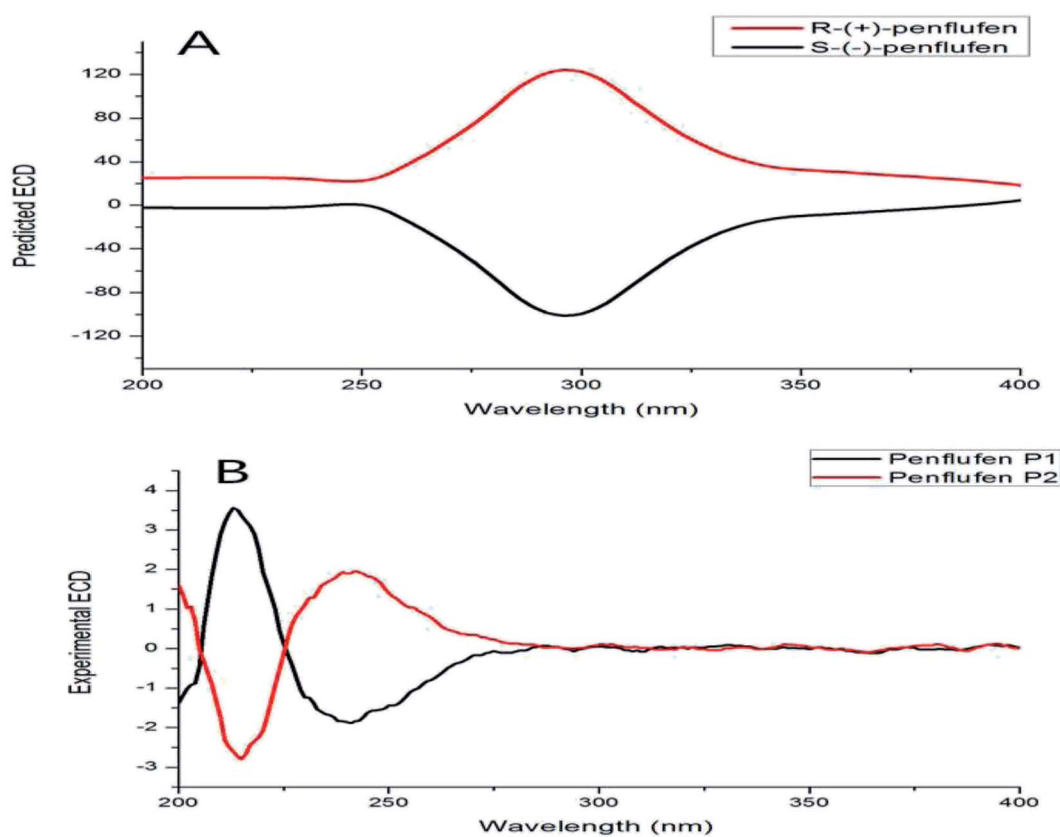 A
R-(+)-penflufen
S-(-)-penflufen
Predicted ECD
120
80
40
0
-40
-80
-120
200
250
300
350
400
Wavelength (nm)
B
Penflufen P1
Penflufen P2
Experimental ECD
4
3
2
1
0
-1
-2
-3
200
250
300
350
400
Wavelength (nm)